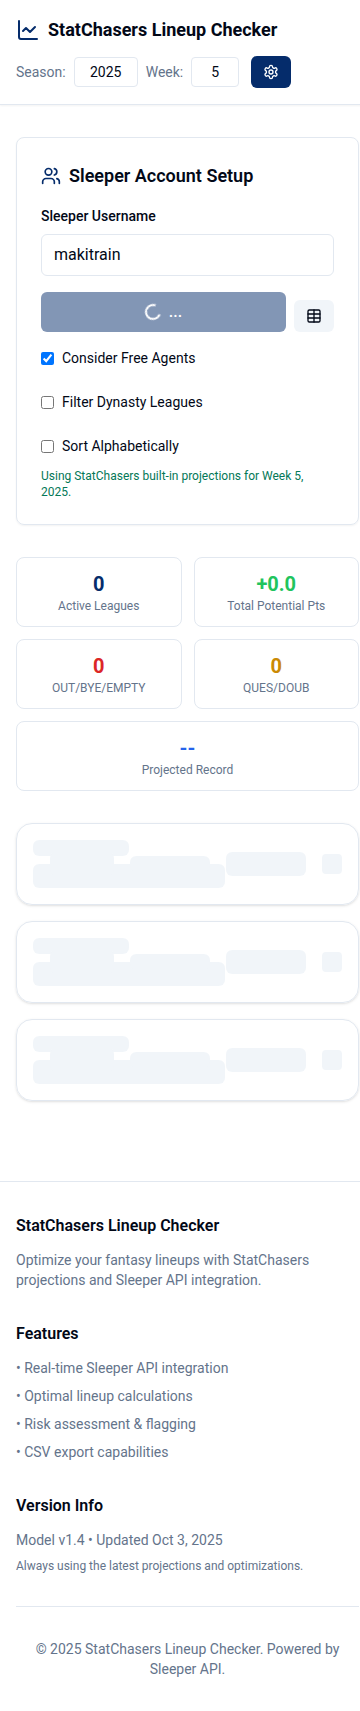 StatChasers Lineup Checker
Season: 2025 Week: 5
Sleeper Account Setup
Sleeper Username
makitrain
...
Consider Free Agents
Filter Dynasty Leagues
Sort Alphabetically
Using StatChasers built-in projections for Week 5,
2025.
0
Active Leagues
+0.0
Total Potential Pts
0
OUT/BYE/EMPTY
0
QUES/DOUB
--
Projected Record
StatChasers Lineup Checker
Optimize your fantasy lineups with StatChasers
projections and Sleeper API integration.
Features
• Real-time Sleeper API integration
• Optimal lineup calculations
• Risk assessment & flagging
• CSV export capabilities
Version Info
Model v1.4 • Updated Oct 3, 2025
Always using the latest projections and optimizations.
© 2025 StatChasers Lineup Checker. Powered by
Sleeper API.